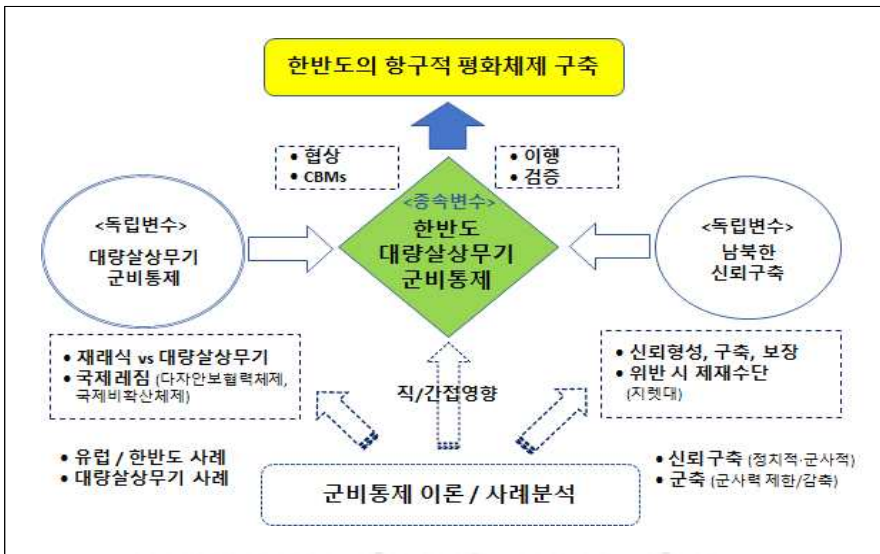 한반도의 항구적 평화체제 구축
• 협상
• CBMs
• 이행
• 검증
<독립변수>
대량살상무기
군비통제
<종속변수>
한반도
대량살상무기
군비통제
<독립변수>
남북한
신뢰구축
• 재래식 vs 대량살상무기
• 국제레짐 (다자안보협력체제,
국제비확산체제)
• 신뢰형성, 구축, 보장
• 위반 시 제재수단
(지렛대)
직/간접영향
• 유럽 / 한반도 사례
• 대량살상무기 사례
군비통제 이론 / 사례분석
• 신뢰구축 (정치적·군사적)
• 군축 (군사력 제한/감축)